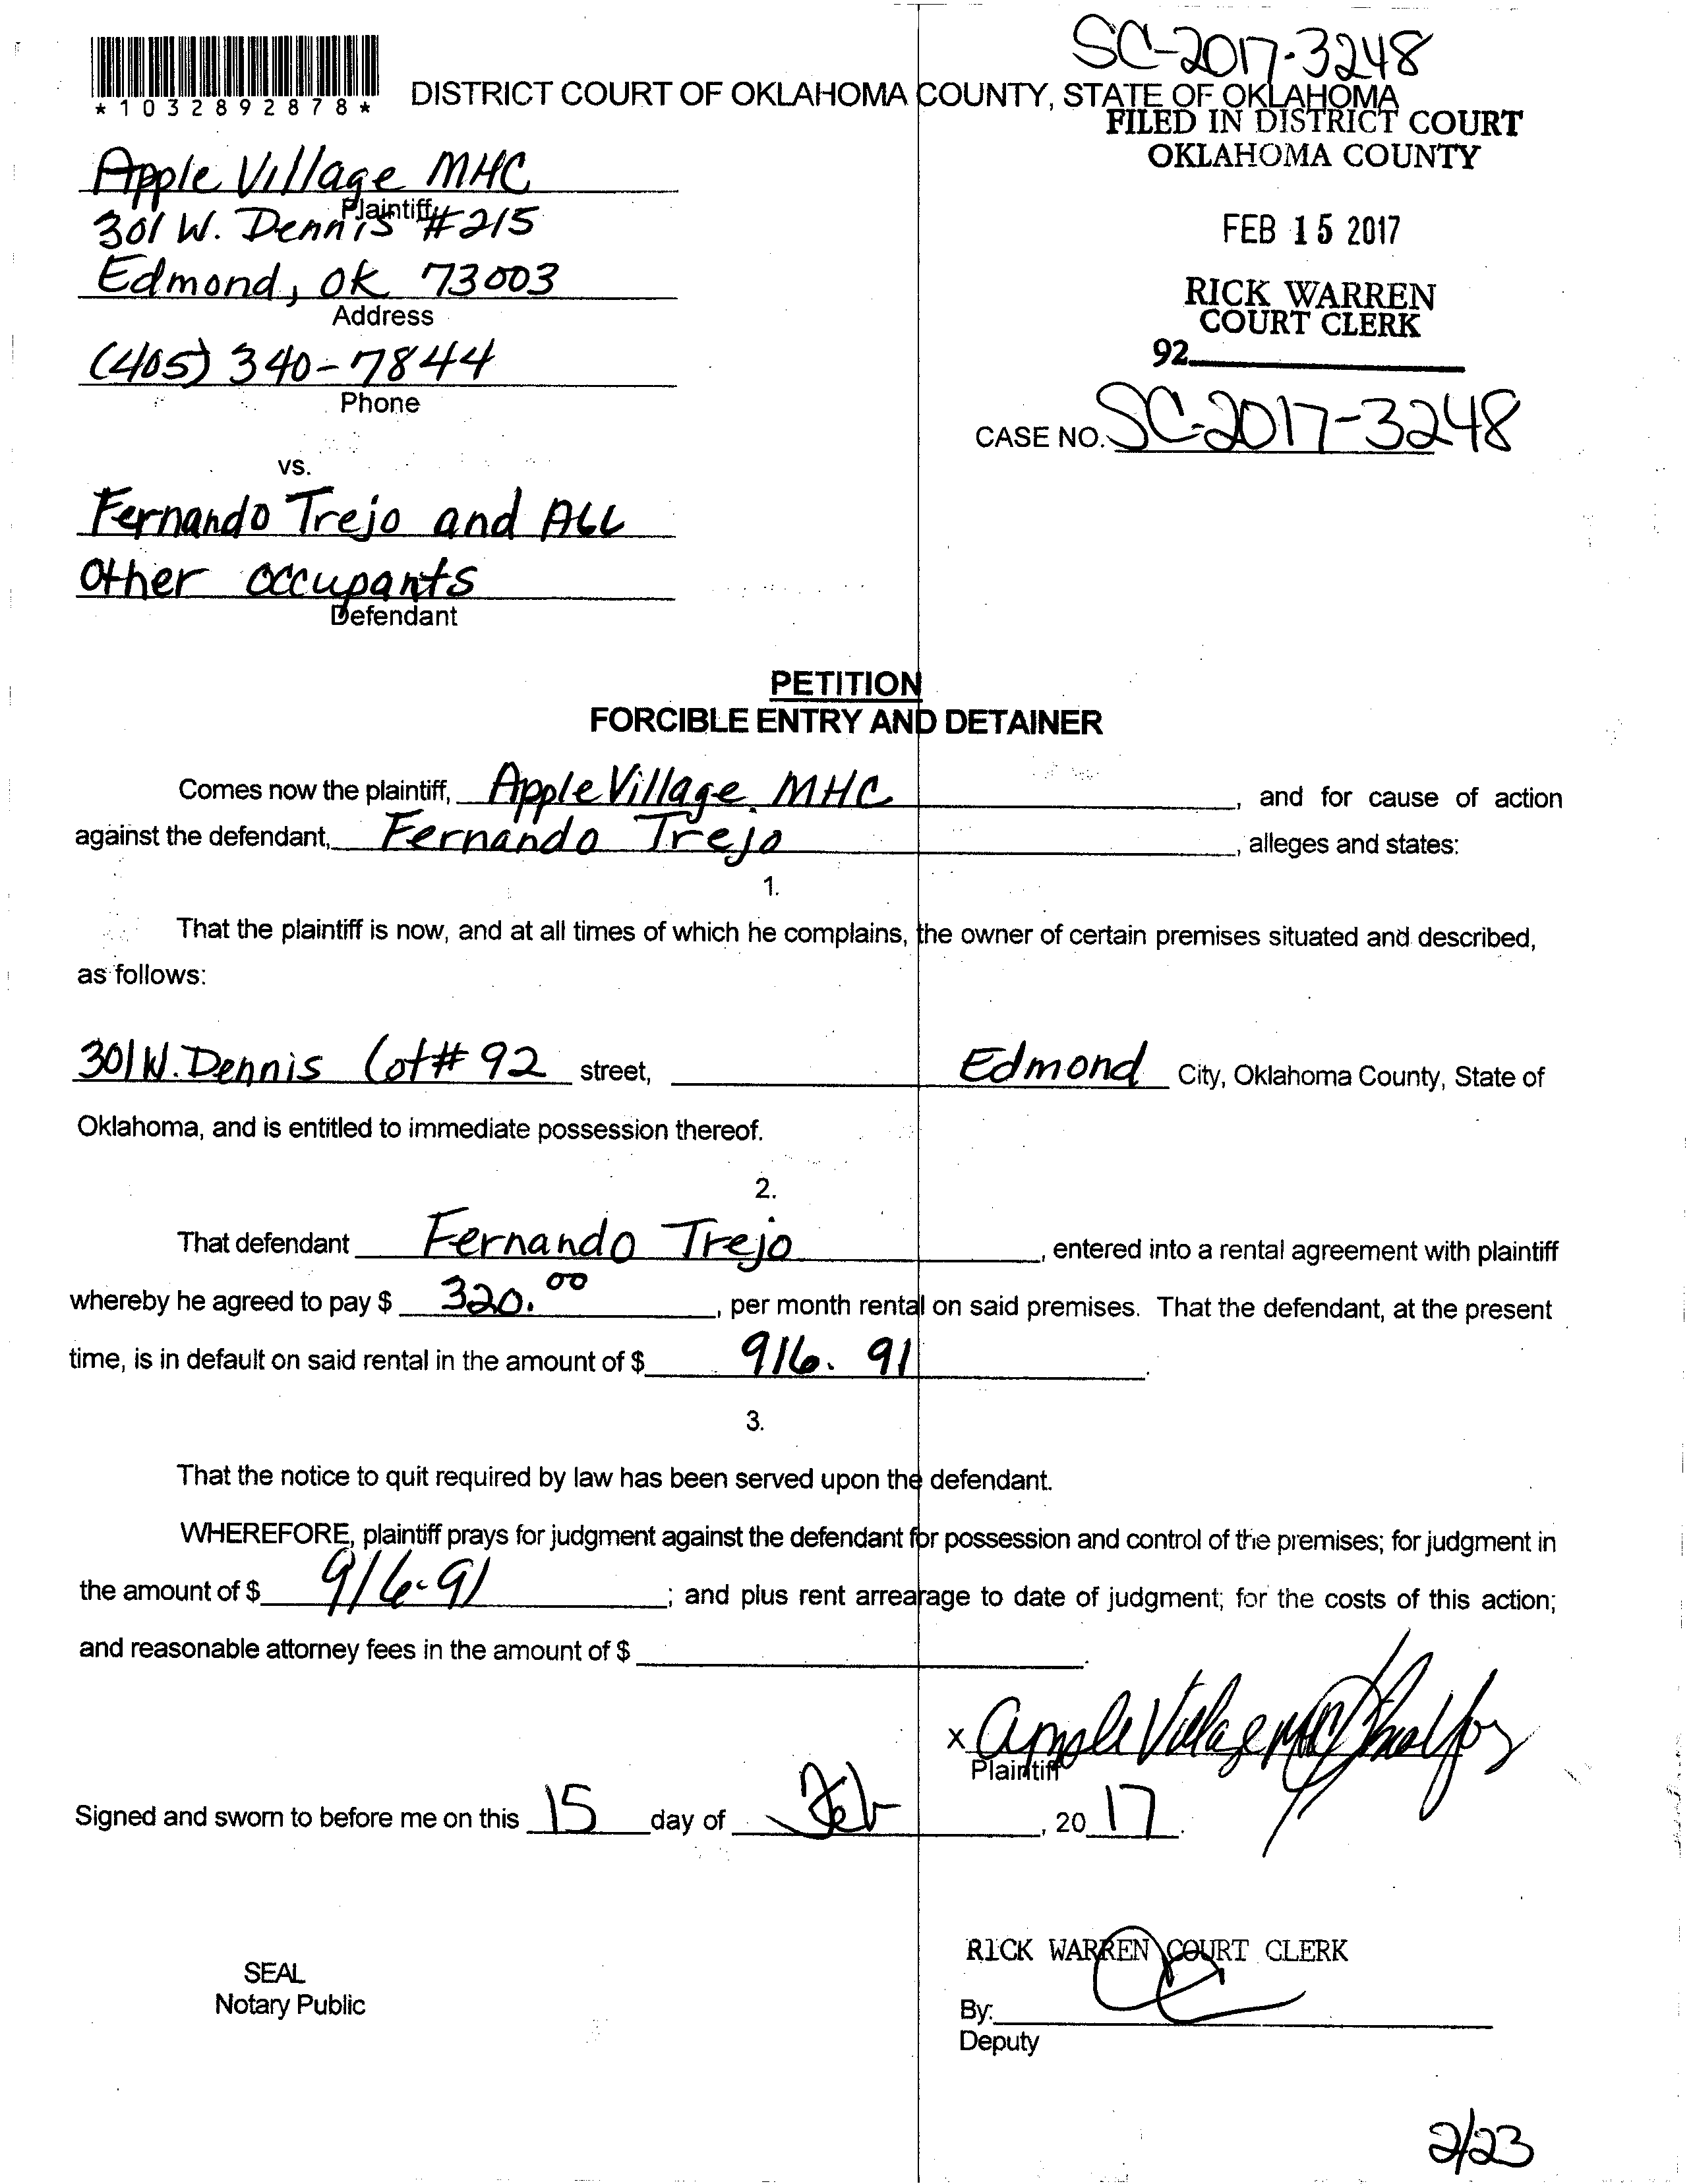 SC-2017-3248
*1032892878*
DISTRICT COURT OF OKLAHOMA COUNTY, STATE OF OKLAHOMA
FILED IN DISTRICT COURT
OKLAHOMA COUNTY
FEB 15 2017
RICK WARREN
COURT CLERK
92
Apple Village MHC
Plaintiff
301 W. Dennis #215
Edmond, OK 73003
Address
(405) 340-7844
Phone
CASE NO. SC-2017-3248
vs.
Fernando Trejo and ALL
Other occupants
Defendant
PETITION
FORCIBLE ENTRY AND DETAINER
Comes now the plaintiff, Apple Village MHC, and for cause of action
against the defendant, Fernando Trejo, alleges and states:
1.
That the plaintiff is now, and at all times of which he complains, the owner of certain premises situated and described,
as follows:
301 W. Dennis Lot# 92 street, Edmond City, Oklahoma County, State of
Oklahoma, and is entitled to immediate possession thereof.
2.
That defendant Fernando Trejo, entered into a rental agreement with plaintiff
whereby he agreed to pay $ 320.00, per month rental on said premises. That the defendant, at the present
time, is in default on said rental in the amount of $ 916.91.
3.
That the notice to quit required by law has been served upon the defendant.
WHEREFORE, plaintiff prays for judgment against the defendant for possession and control of the premises; for judgment in
the amount of $ 916.91; and plus rent arrearage to date of judgment; for the costs of this action;
and reasonable attorney fees in the amount of $.
x Apple Village MHC
Plaintiff
Signed and sworn to before me on this 15 day of Feb, 2017.
RICK WARREN COURT CLERK
SEAL
Notary Public
By:
Deputy
2/23